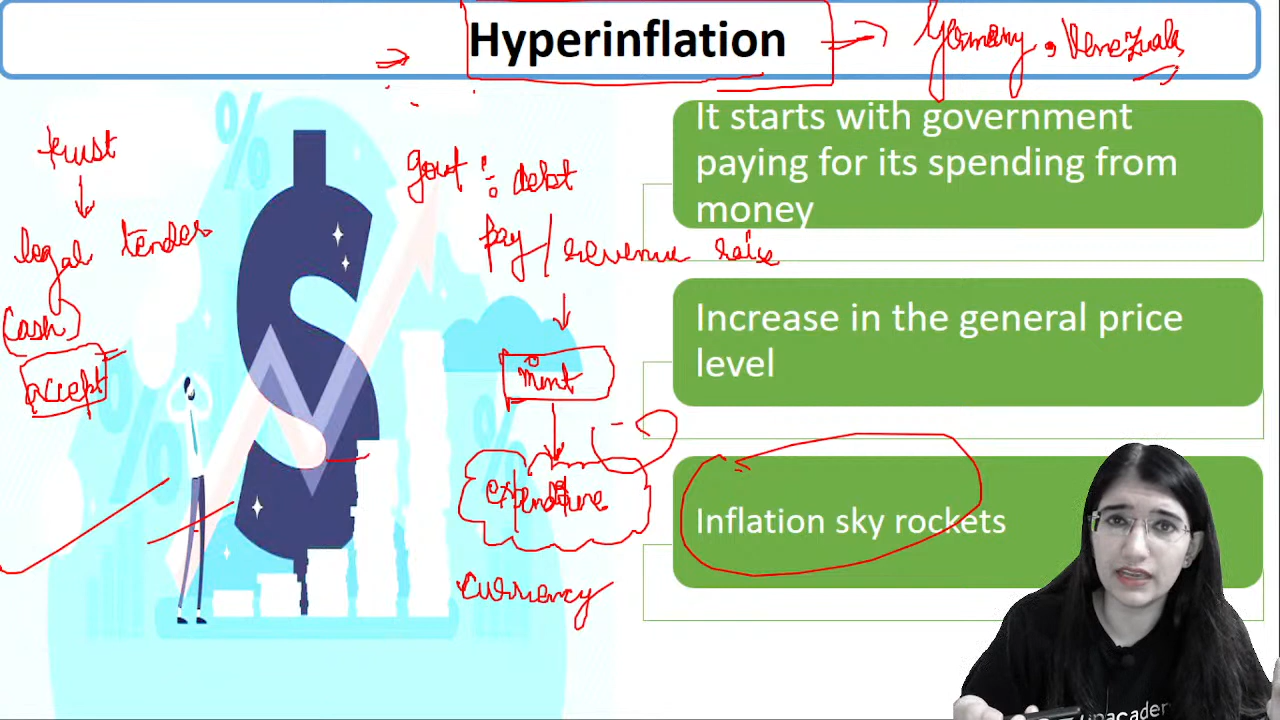 Hyperinflation
Germany, Venezuala
It starts with government
paying for its spending from
money
Increase in the general price
level
Inflation sky rockets
trust
legal tender
Cash
accept
govt : debt
pay / revenue raise
mint
expenditure
currency